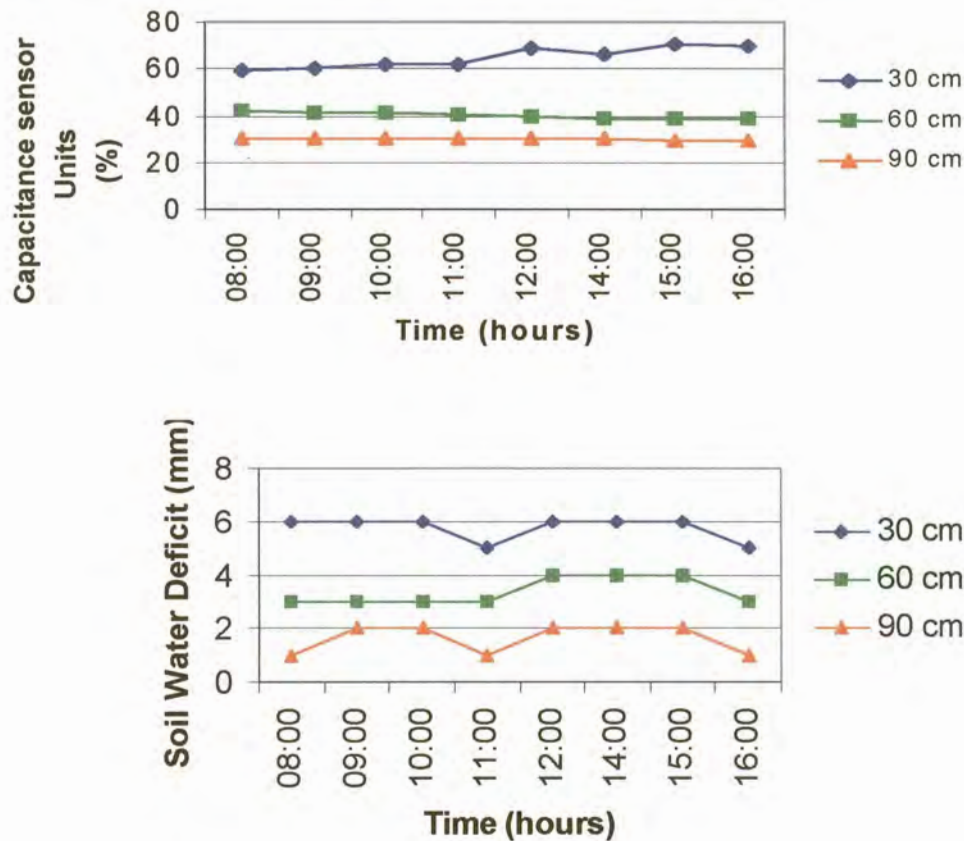 Capacitance sensor
Units
(%)
80
60
40
20
0
30 cm
60 cm
90 cm
08:00
09:00
10:00
11:00
12:00
14:00
15:00
16:00
Time (hours)
Soil Water Deficit (mm)
8
6
4
2
0
30 cm
60 cm
90 cm
08:00
09:00
10:00
11:00
12:00
14:00
15:00
16:00
Time (hours)